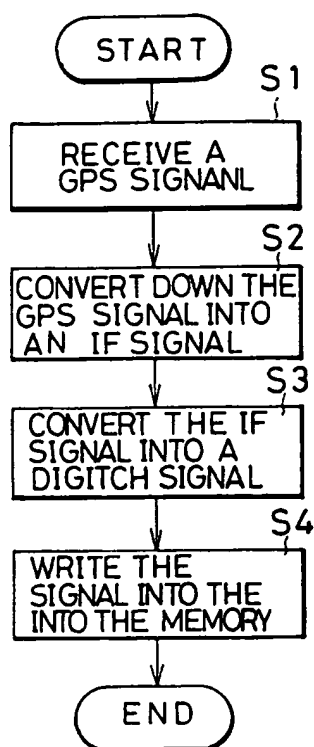 START
S1
RECEIVE A
GPS SIGNANL
S2
CONVERT DOWN THE
GPS SIGNAL INTO
AN IF SIGNAL
S3
CONVERT THE IF
SIGNAL INTO A
DIGITCH SIGNAL
S4
WRITE THE
SIGNAL INTO THE
INTO THE MEMORY
END